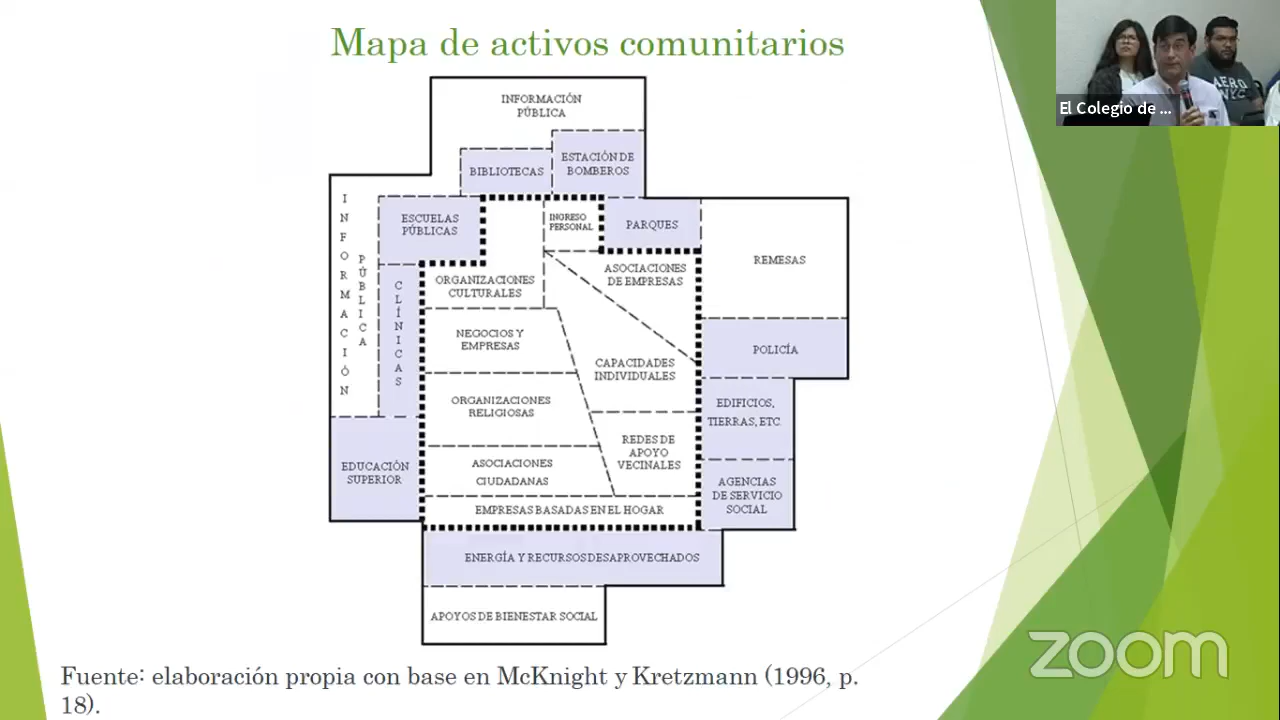 Mapa de activos comunitarios
El Colegio de ...
AERO
NYC
INFORMACIÓN
PÚBLICA
BIBLIOTECAS
ESTACIÓN DE
BOMBEROS
INFORMACIÓN
PÚBLICA
ESCUELAS
PÚBLICAS
INGRESO
PERSONAL
PARQUES
REMESAS
CLÍNICAS
ORGANIZACIONES
CULTURALES
ASOCIACIONES
DE EMPRESAS
NEGOCIOS Y
EMPRESAS
CAPACIDADES
INDIVIDUALES
POLICÍA
ORGANIZACIONES
RELIGIOSAS
EDIFICIOS,
TIERRAS, ETC
EDUCACIÓN
SUPERIOR
ASOCIACIONES
CIUDADANAS
REDES DE
APOYO
VECINALES
AGENCIAS
DE SERVICIO
SOCIAL
EMPRESAS BASADAS EN EL HOGAR
ENERGÍA Y RECURSOS DESAPROVECHADOS
APOYOS DE BIENESTAR SOCIAL
Fuente: elaboración propia con base en McKnight y Kretzmann (1996, p.
18).
zoom